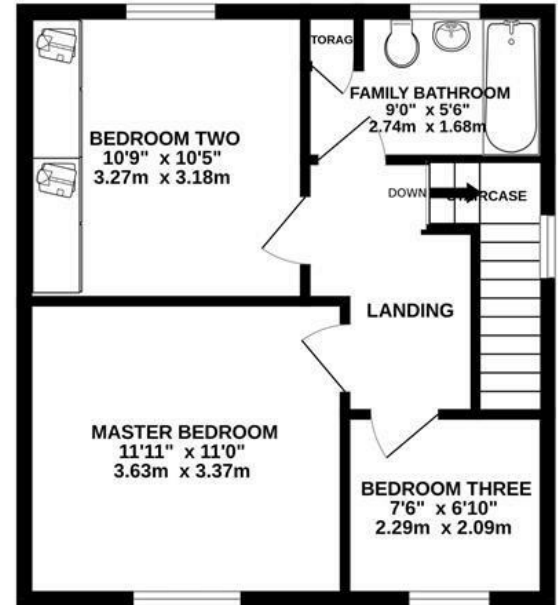 TORAG
FAMILY BATHROOM
9'0" x 5'6"
2.74m x 1.68m
BEDROOM TWO
10'9" x 10'5"
3.27m x 3.18m
DOWN
STAIRCASE
LANDING
MASTER BEDROOM
11'11" x 11'0"
3.63m x 3.37m
BEDROOM THREE
7'6" x 6'10"
2.29m x 2.09m